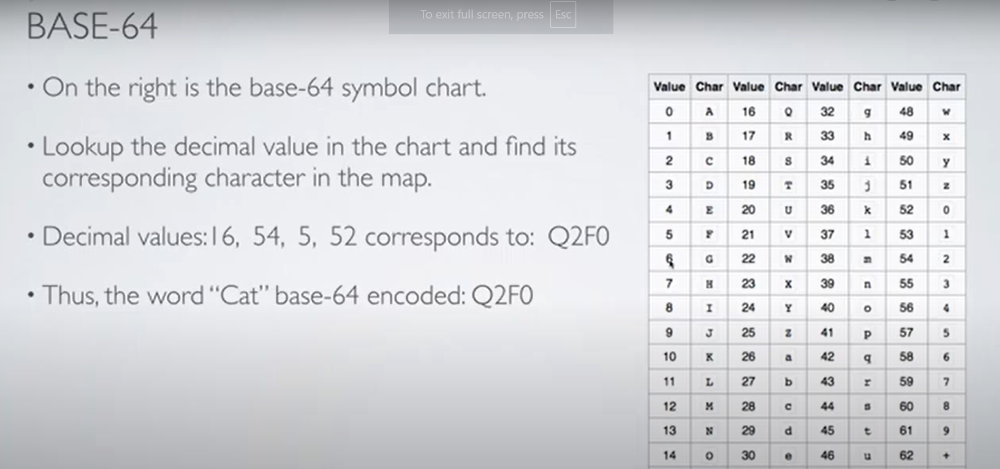 To exit full screen, press Esc
BASE-64
• On the right is the base-64 symbol chart.
• Lookup the decimal value in the chart and find its
corresponding character in the map.
• Decimal values:16, 54, 5, 52 corresponds to: Q2F0
• Thus, the word “Cat” base-64 encoded: Q2F0
Value Char Value Char Value Char Value Char
0 A 16 Q 32 g 48 w
1 B 17 R 33 h 49 x
2 C 18 S 34 i 50 y
3 D 19 T 35 j 51 z
4 E 20 U 36 k 52 0
5 F 21 V 37 l 53 1
6 G 22 W 38 m 54 2
7 H 23 X 39 n 55 3
8 I 24 Y 40 o 56 4
9 J 25 Z 41 p 57 5
10 K 26 a 42 q 58 6
11 L 27 b 43 r 59 7
12 M 28 c 44 s 60 8
13 N 29 d 45 t 61 9
14 O 30 e 46 u 62 +